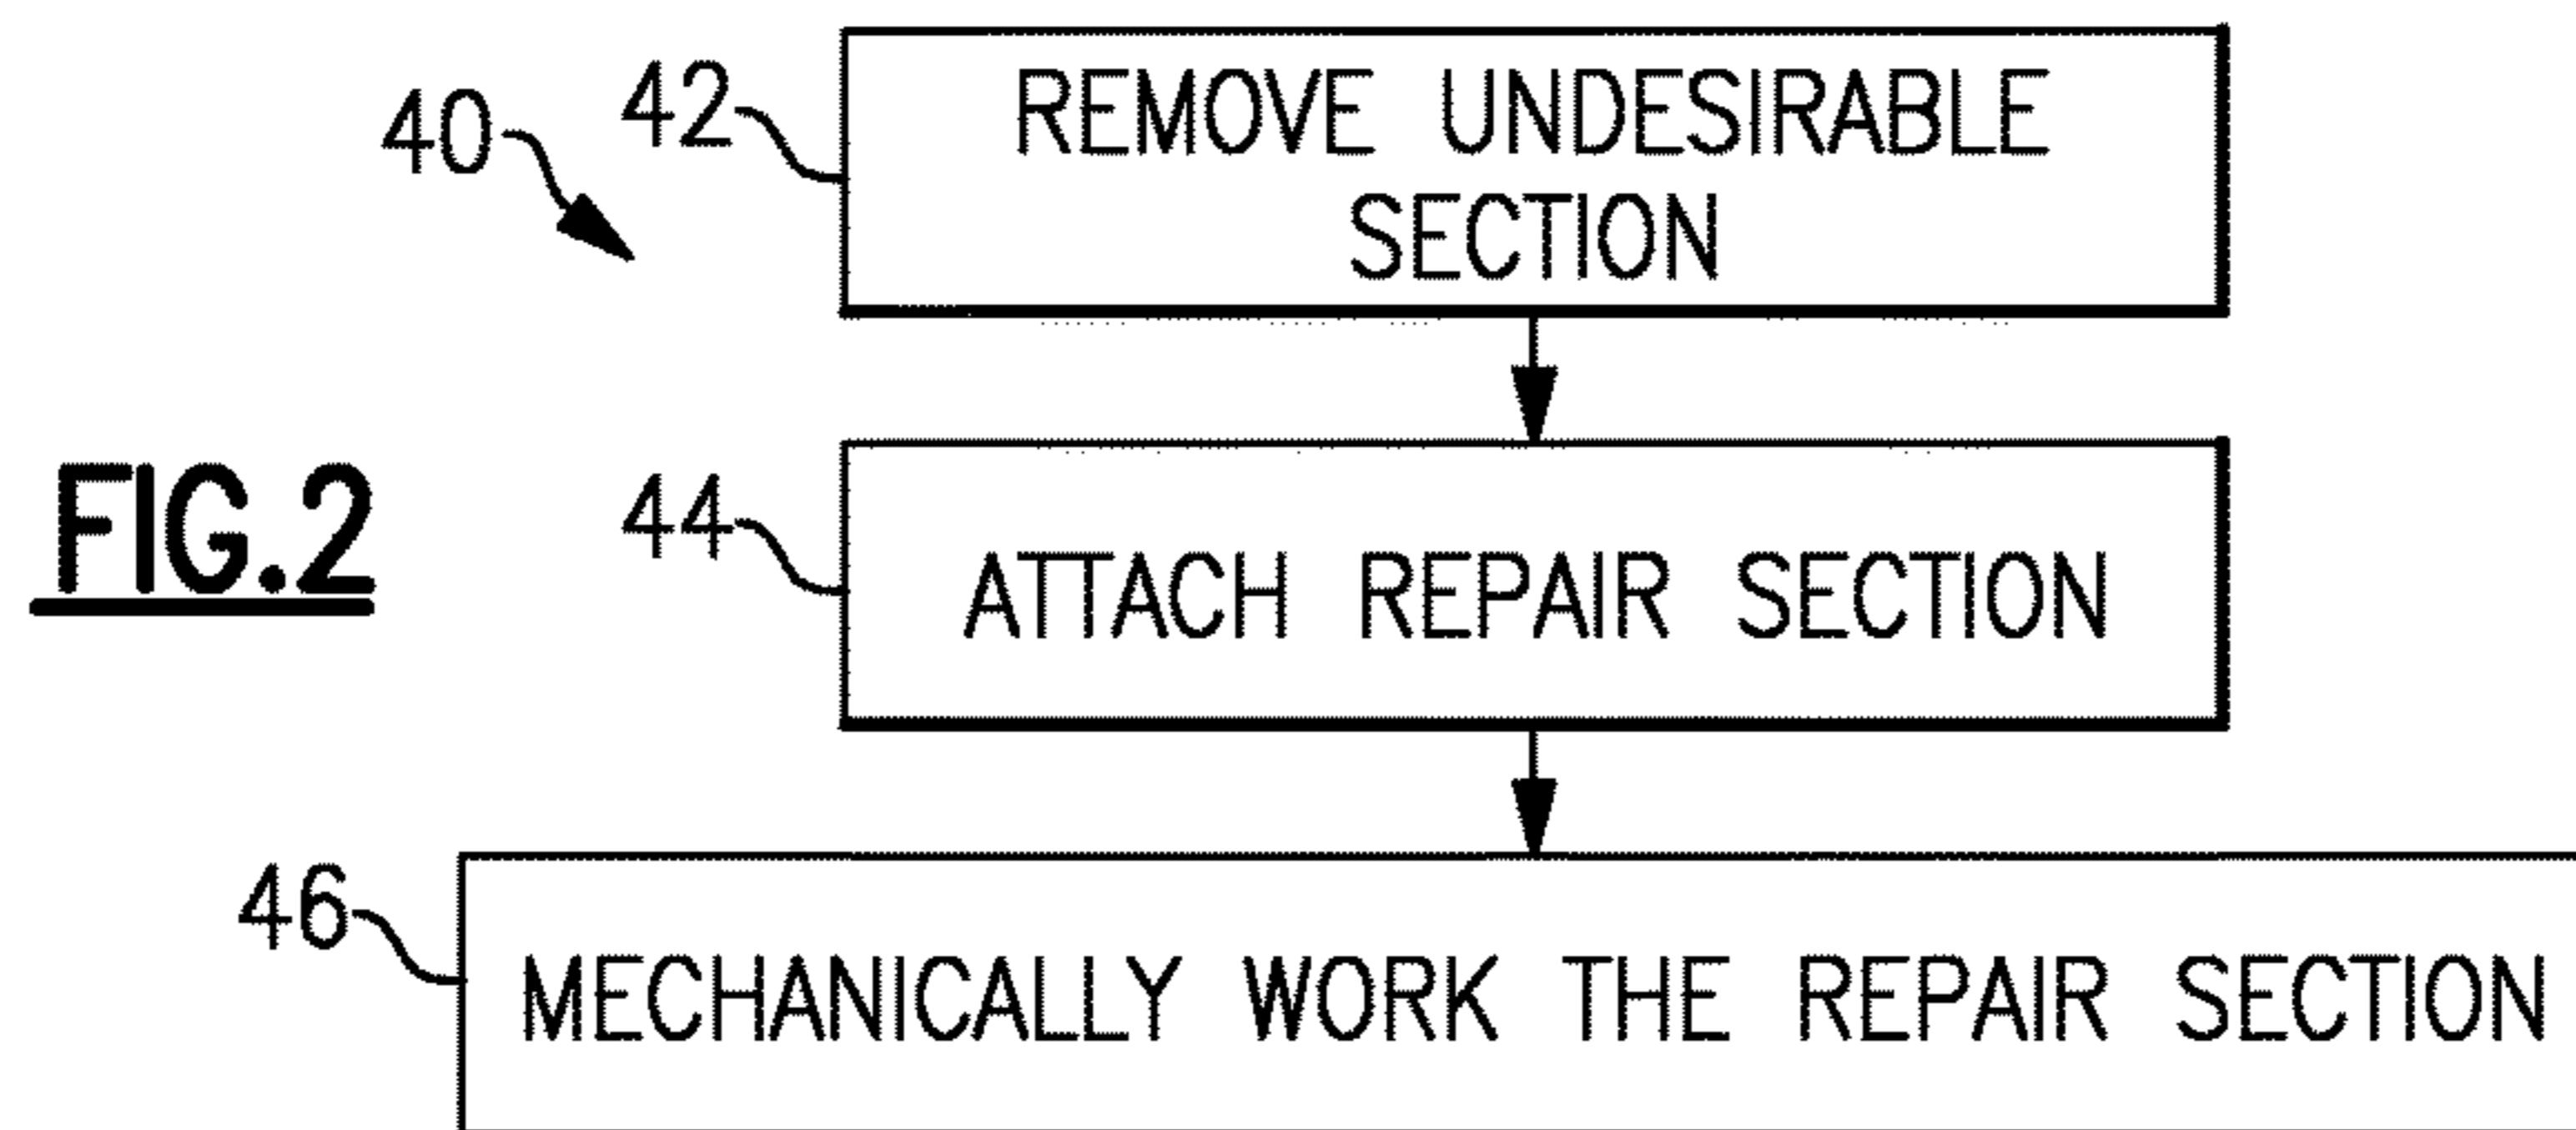 40
42
REMOVE UNDESIRABLE
SECTION
FIG.2
44
ATTACH REPAIR SECTION
46
MECHANICALLY WORK THE REPAIR SECTION